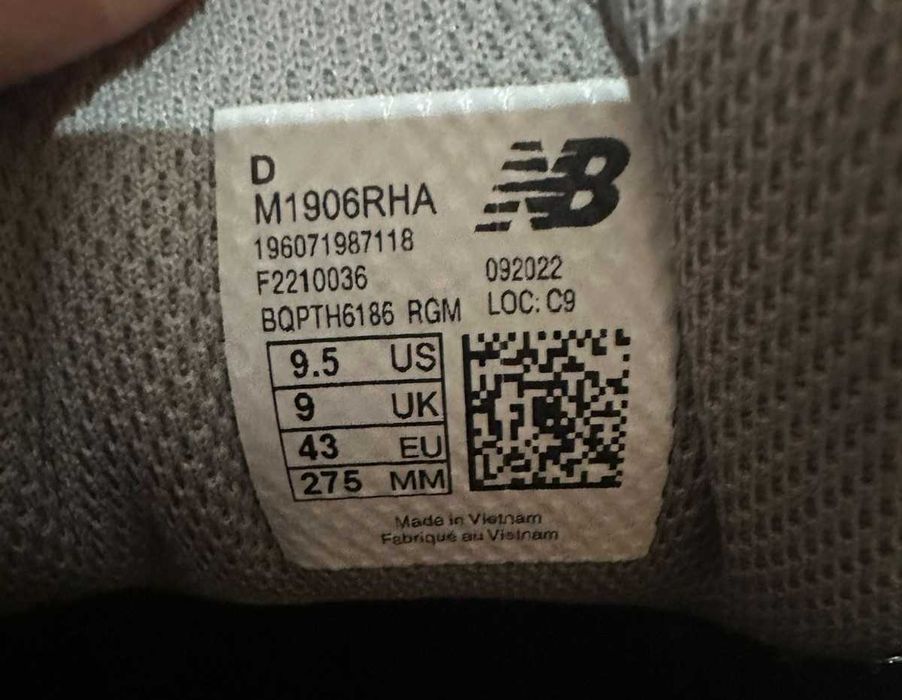 D
NB
M1906RHA
196071987118
F2210036
092022
BQPTH6186 RGM
LOC: C9
9.5 US
9 UK
43 EU
275 MM
Made in Vietnam
Fabriqué au Vietnam